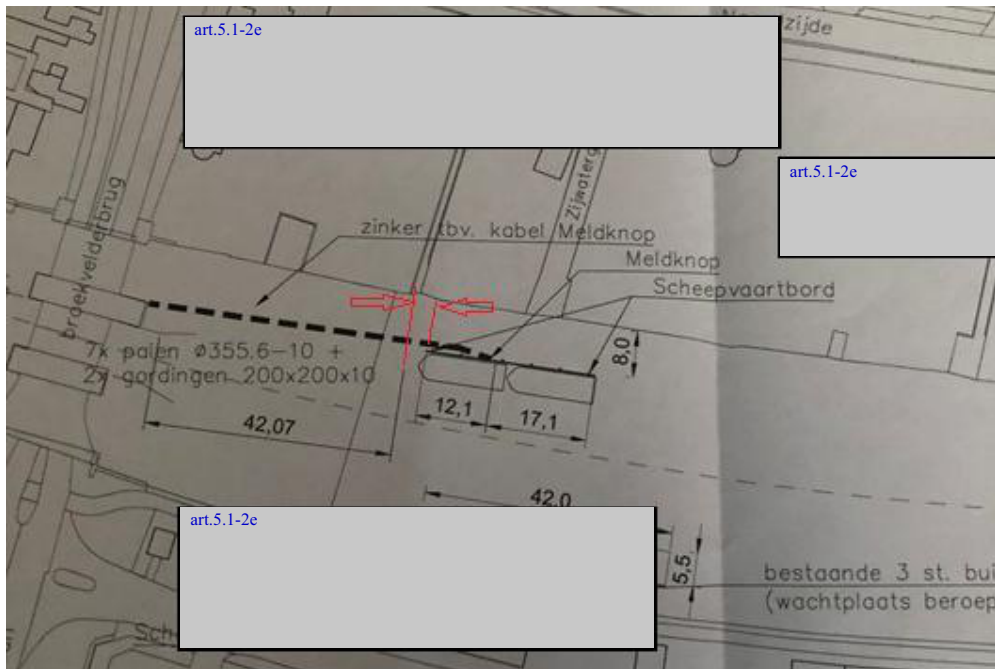 art.5.1-2e
zijde
art.5.1-2e
broekvelderbrug
Zijwaterg
zinker tbv. kabel Meldknop
Meldknop
Scheepvaartbord
7x palen ø355.6-10 +
2x gordingen 200x200x10
8,0
12,1
17,1
42,07
42,0
art.5.1-2e
5,5
bestaande 3 st. bui
(wachtplaats beroep
Sch